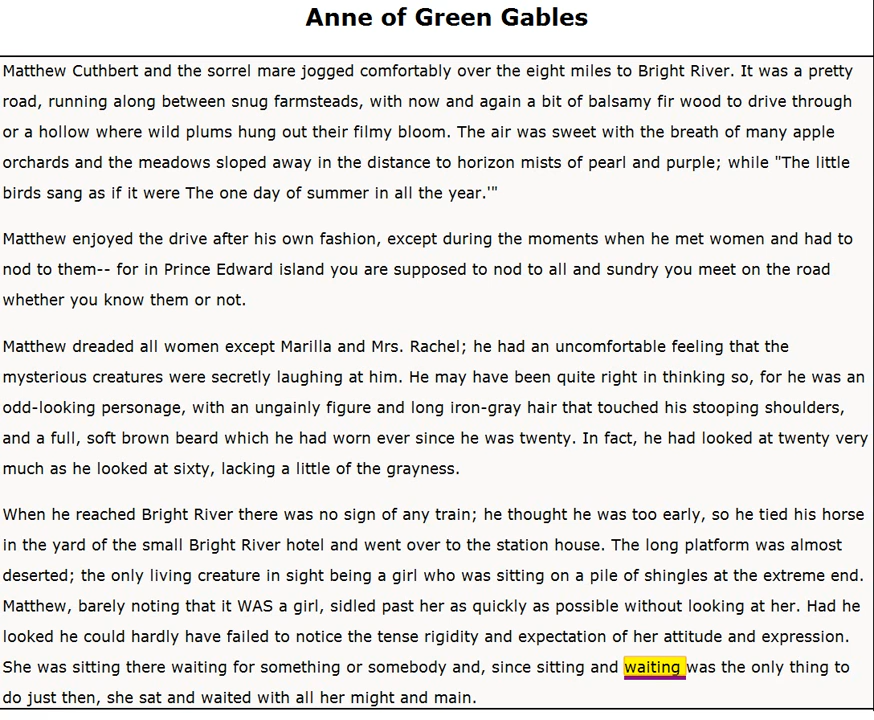 Anne of Green Gables
Matthew Cuthbert and the sorrel mare jogged comfortably over the eight miles to Bright River. It was a pretty
road, running along between snug farmsteads, with now and again a bit of balsamy fir wood to drive through
or a hollow where wild plums hung out their filmy bloom. The air was sweet with the breath of many apple
orchards and the meadows sloped away in the distance to horizon mists of pearl and purple; while "The little
birds sang as if it were The one day of summer in all the year.'"
Matthew enjoyed the drive after his own fashion, except during the moments when he met women and had to
nod to them-- for in Prince Edward island you are supposed to nod to all and sundry you meet on the road
whether you know them or not.
Matthew dreaded all women except Marilla and Mrs. Rachel; he had an uncomfortable feeling that the
mysterious creatures were secretly laughing at him. He may have been quite right in thinking so, for he was an
odd-looking personage, with an ungainly figure and long iron-gray hair that touched his stooping shoulders,
and a full, soft brown beard which he had worn ever since he was twenty. In fact, he had looked at twenty very
much as he looked at sixty, lacking a little of the grayness.
When he reached Bright River there was no sign of any train; he thought he was too early, so he tied his horse
in the yard of the small Bright River hotel and went over to the station house. The long platform was almost
deserted; the only living creature in sight being a girl who was sitting on a pile of shingles at the extreme end.
Matthew, barely noting that it WAS a girl, sidled past her as quickly as possible without looking at her. Had he
looked he could hardly have failed to notice the tense rigidity and expectation of her attitude and expression.
She was sitting there waiting for something or somebody and, since sitting and waiting was the only thing to
do just then, she sat and waited with all her might and main.